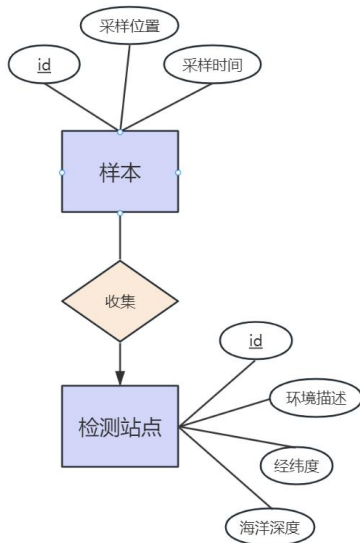 采样位置
id
采样时间
样本
收集
id
环境描述
检测站点
经纬度
海洋深度